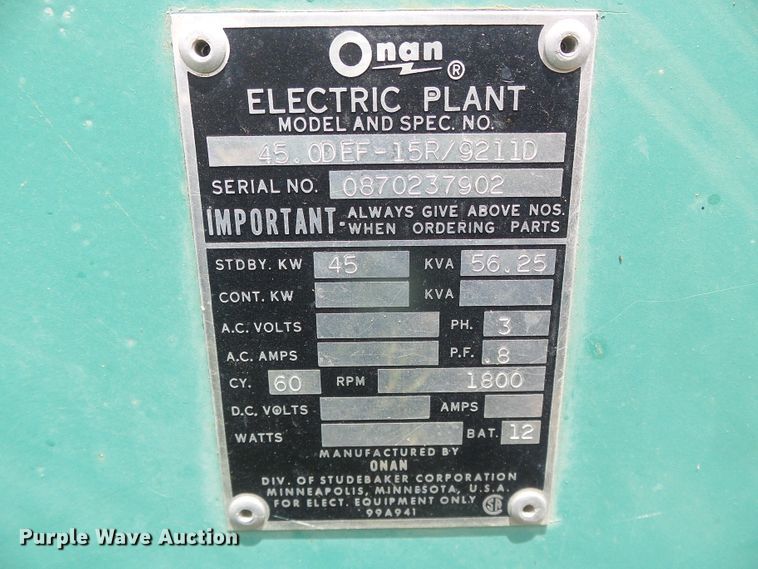 Onan ®
ELECTRIC PLANT
MODEL AND SPEC. NO.
45.0DEF-15R/9211D
SERIAL NO. 0870237902
IMPORTANT- ALWAYS GIVE ABOVE NOS. WHEN ORDERING PARTS
STDBY. KW 45 KVA 56.25
CONT. KW KVA
A.C. VOLTS PH. 3
A.C. AMPS P.F. .8
CY. 60 RPM 1800
D.C. VOLTS AMPS
WATTS BAT. 12
MANUFACTURED BY
ONAN
DIV. OF STUDEBAKER CORPORATION
MINNEAPOLIS, MINNESOTA, U.S.A.
FOR ELECT. EQUIPMENT ONLY
99A941
Purple Wave Auction